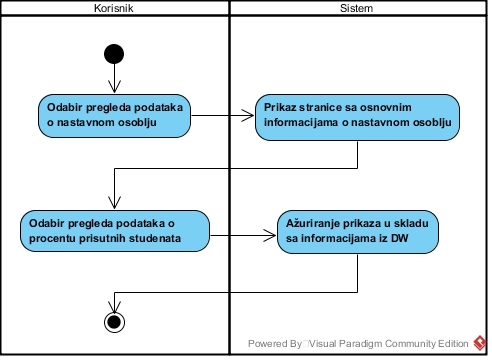 Korisnik
Sistem
Odabir pregleda podataka
o nastavnom osoblju
Prikaz stranice sa osnovnim
informacijama o nastavnom osoblju
Odabir pregleda podataka o
procentu prisutnih studenata
Ažuriranje prikaza u skladu
sa informacijama iz DW
Powered By Visual Paradigm Community Edition